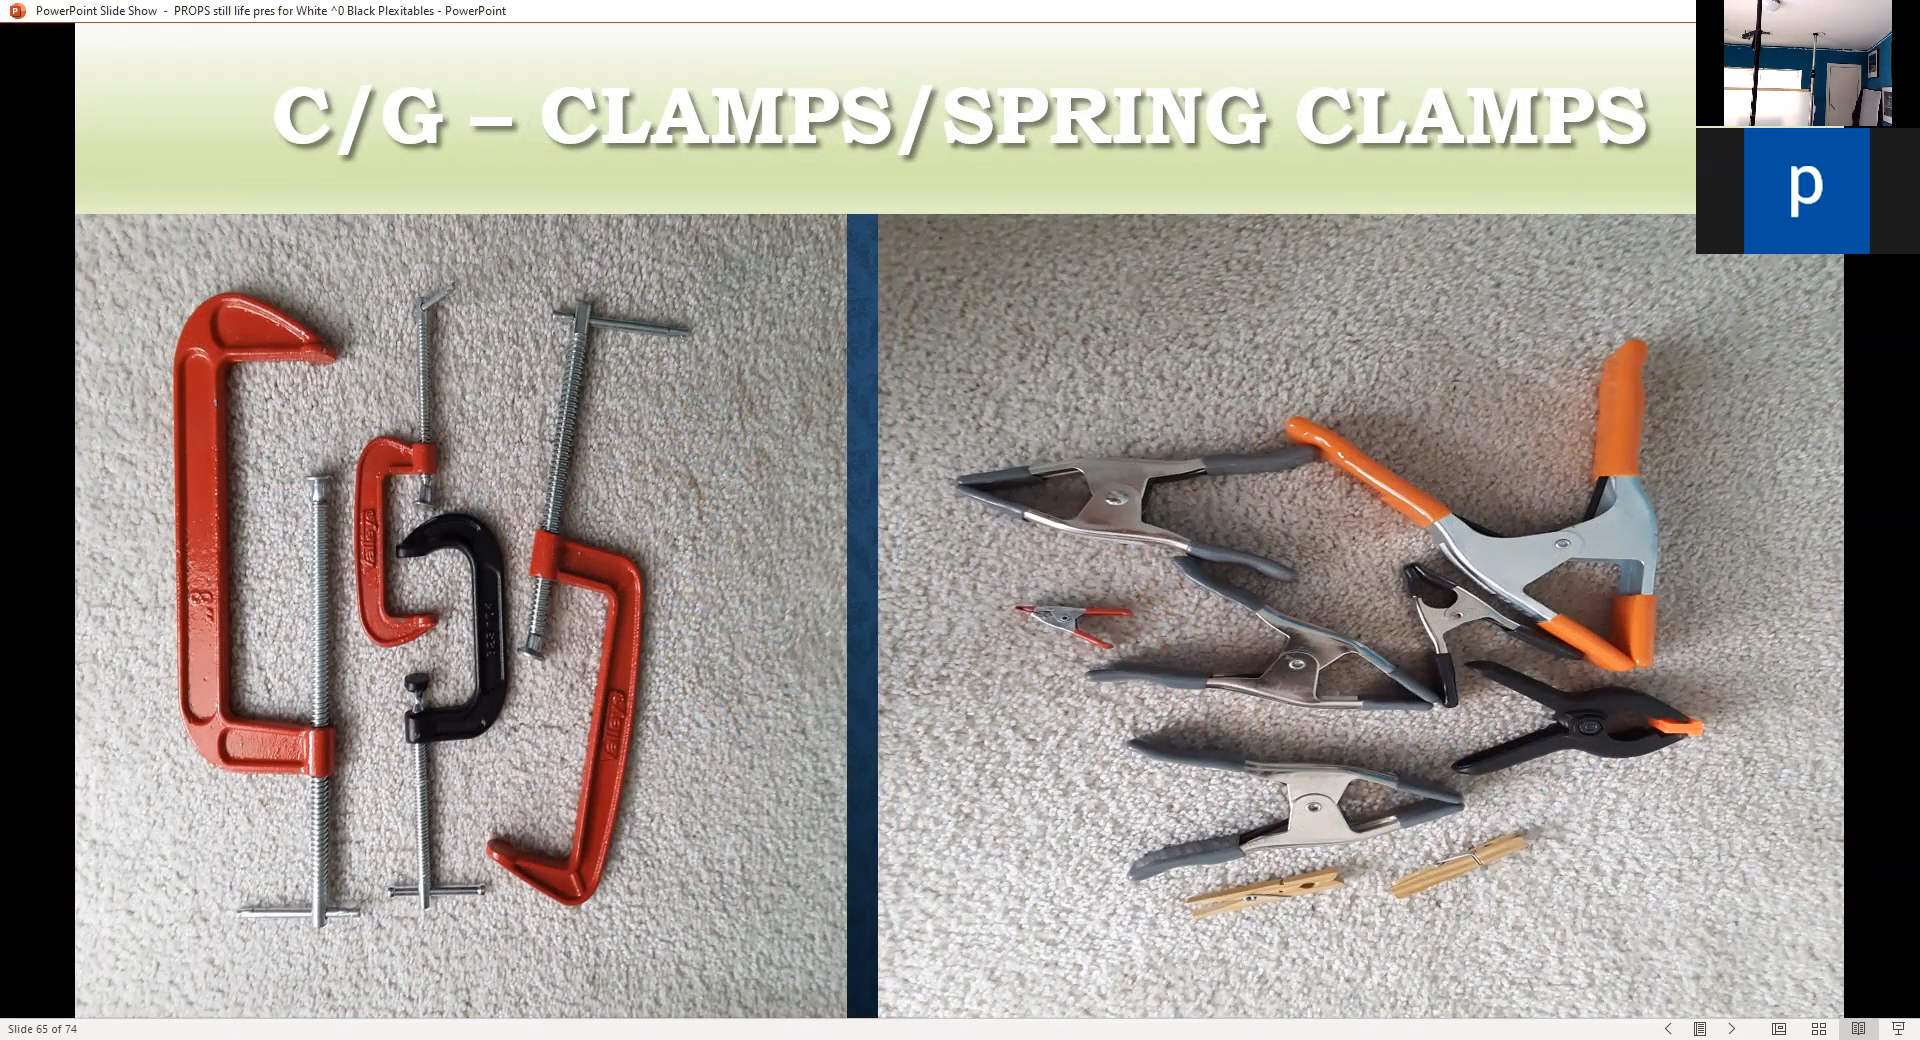 PowerPoint Slide Show - PROPS still life pres for White ^0 Black Plexitables - PowerPoint
C/G – CLAMPS/SPRING CLAMPS
p
8"
Slide 65 of 74